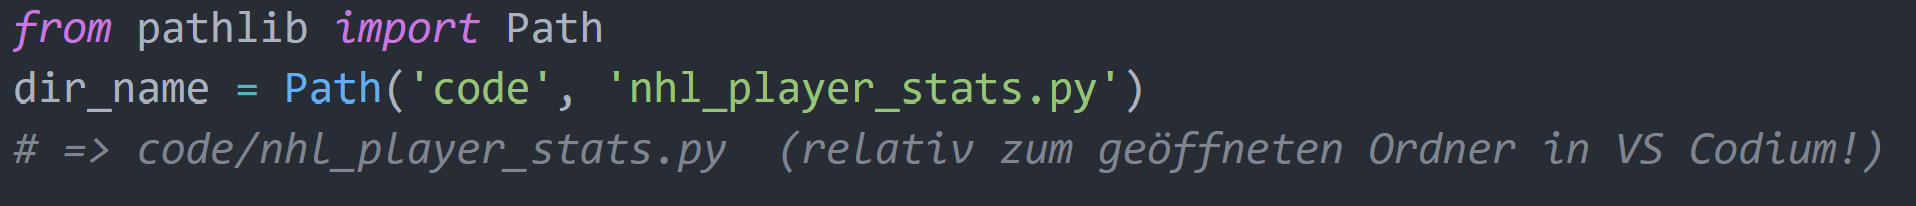 from pathlib import Path
dir_name = Path('code', 'nhl_player_stats.py')
# => code/nhl_player_stats.py  (relativ zum geöffneten Ordner in VS Codium!)